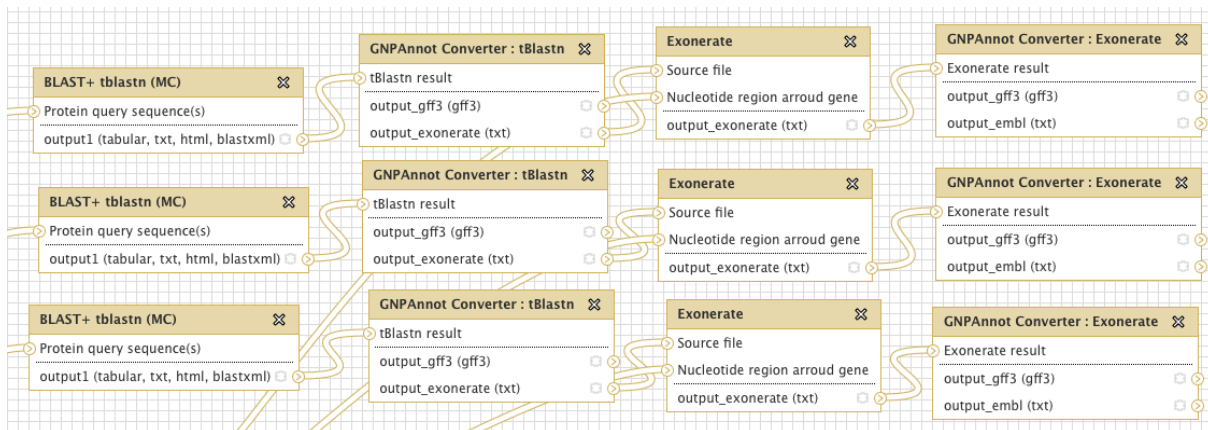 BLAST+ tblastn (MC)
Protein query sequence(s)
output1 (tabular, txt, html, blastxml)
GNPAnnot Converter : tBlastn
tBlastn result
output_gff3 (gff3)
output_exonerate (txt)
Exonerate
Source file
Nucleotide region arroud gene
output_exonerate (txt)
GNPAnnot Converter : Exonerate
Exonerate result
output_gff3 (gff3)
output_embl (txt)
BLAST+ tblastn (MC)
Protein query sequence(s)
output1 (tabular, txt, html, blastxml)
GNPAnnot Converter : tBlastn
tBlastn result
output_gff3 (gff3)
output_exonerate (txt)
Exonerate
Source file
Nucleotide region arroud gene
output_exonerate (txt)
GNPAnnot Converter : Exonerate
Exonerate result
output_gff3 (gff3)
output_embl (txt)
BLAST+ tblastn (MC)
Protein query sequence(s)
output1 (tabular, txt, html, blastxml)
GNPAnnot Converter : tBlastn
tBlastn result
output_gff3 (gff3)
output_exonerate (txt)
Exonerate
Source file
Nucleotide region arroud gene
output_exonerate (txt)
GNPAnnot Converter : Exonerate
Exonerate result
output_gff3 (gff3)
output_embl (txt)